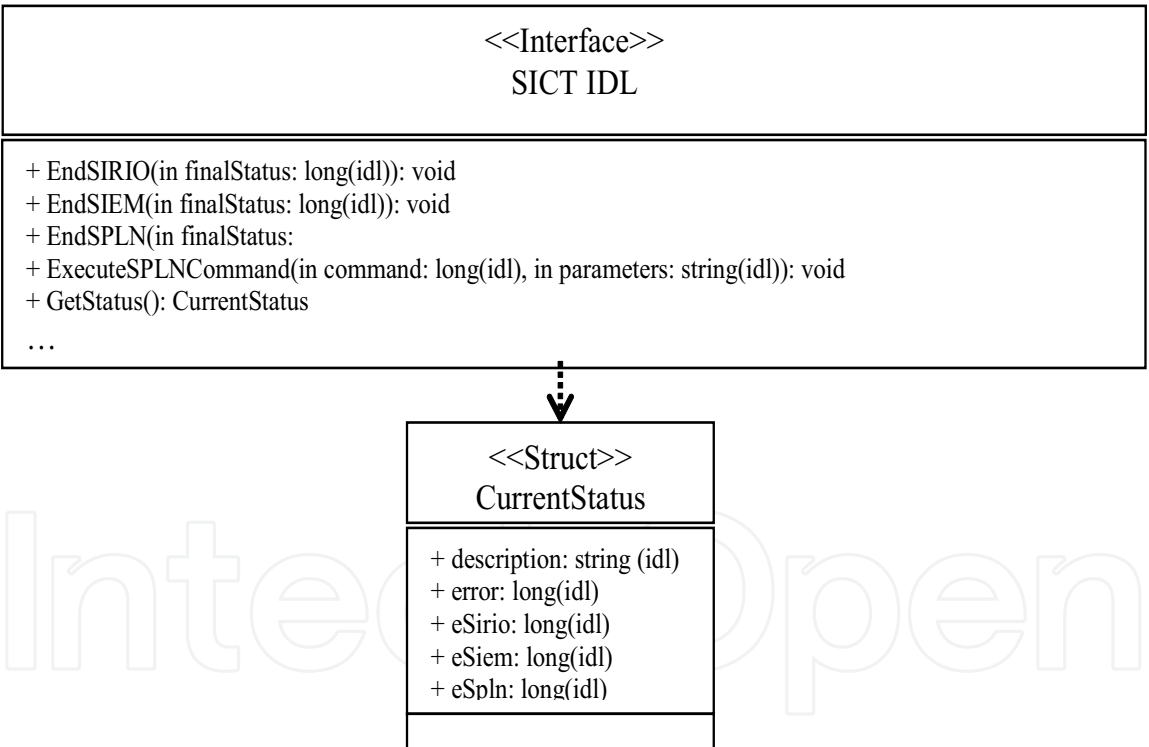 <<Interface>>
SICT IDL
+ EndSIRIO(in finalStatus: long(idl)): void
+ EndSIEM(in finalStatus: long(idl)): void
+ EndSPLN(in finalStatus:
+ ExecuteSPLNCommand(in command: long(idl), in parameters: string(idl)): void
+ GetStatus(): CurrentStatus
…
<<Struct>>
CurrentStatus
+ description: string (idl)
+ error: long(idl)
+ eSirio: long(idl)
+ eSiem: long(idl)
+ eSpln: long(idl)
IntechOpen